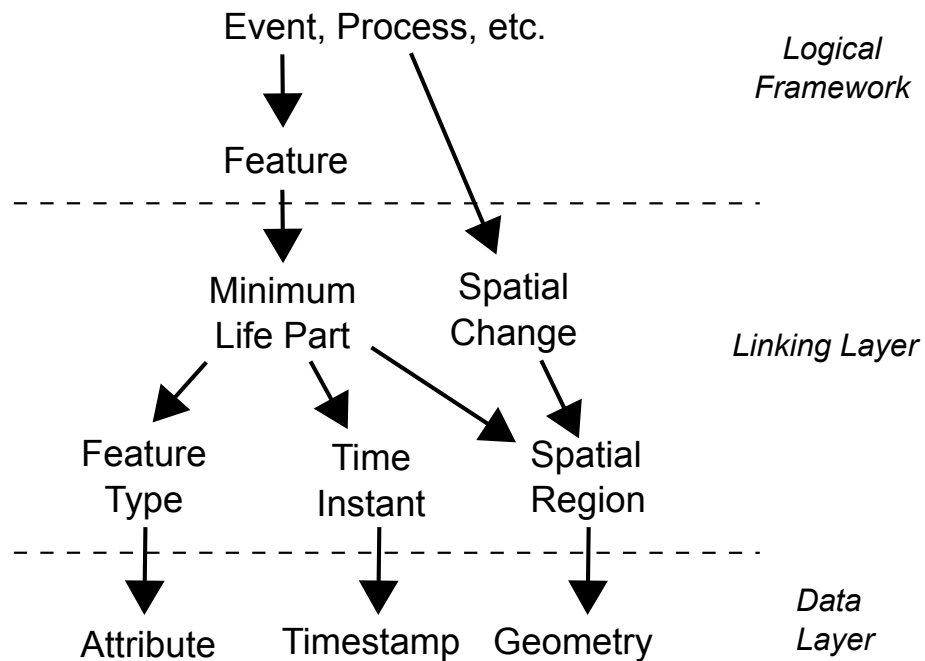 Event, Process, etc.
Logical
Framework
Feature
Minimum
Life Part
Spatial
Change
Linking Layer
Feature
Type
Time
Instant
Spatial
Region
Data
Layer
Attribute
Timestamp
Geometry